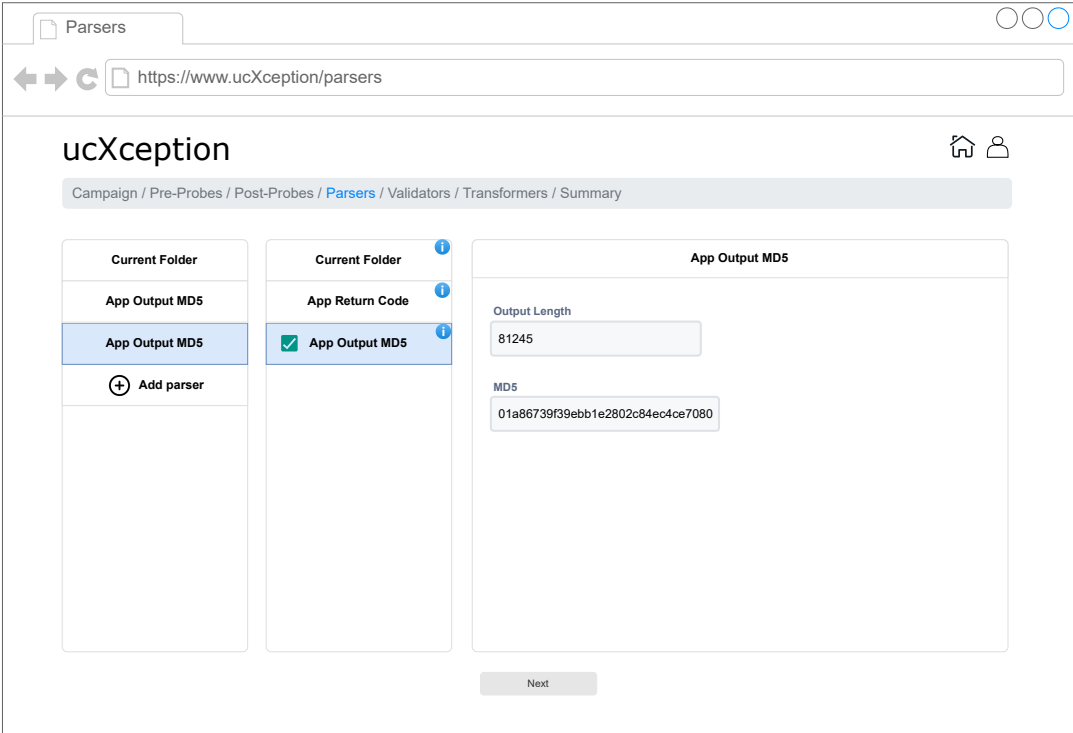 Parsers
https://www.ucXception/parsers
ucXception
Campaign / Pre-Probes / Post-Probes / Parsers / Validators / Transformers / Summary
Current Folder
App Output MD5
App Output MD5
Add parser
Current Folder
App Return Code
App Output MD5
App Output MD5
Output Length
81245
MD5
01a86739f39ebb1e2802c84ec4ce7080
Next